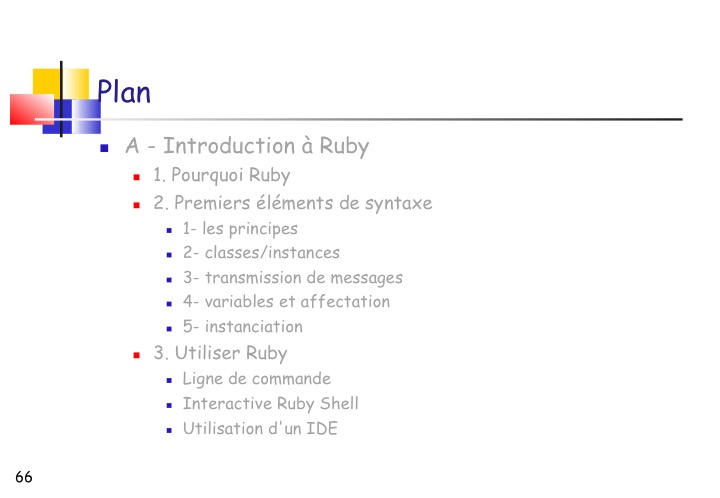 Plan
A - Introduction à Ruby
1. Pourquoi Ruby
2. Premiers éléments de syntaxe
1- les principes
2- classes/instances
3- transmission de messages
4- variables et affectation
5- instanciation
3. Utiliser Ruby
Ligne de commande
Interactive Ruby Shell
Utilisation d'un IDE
66